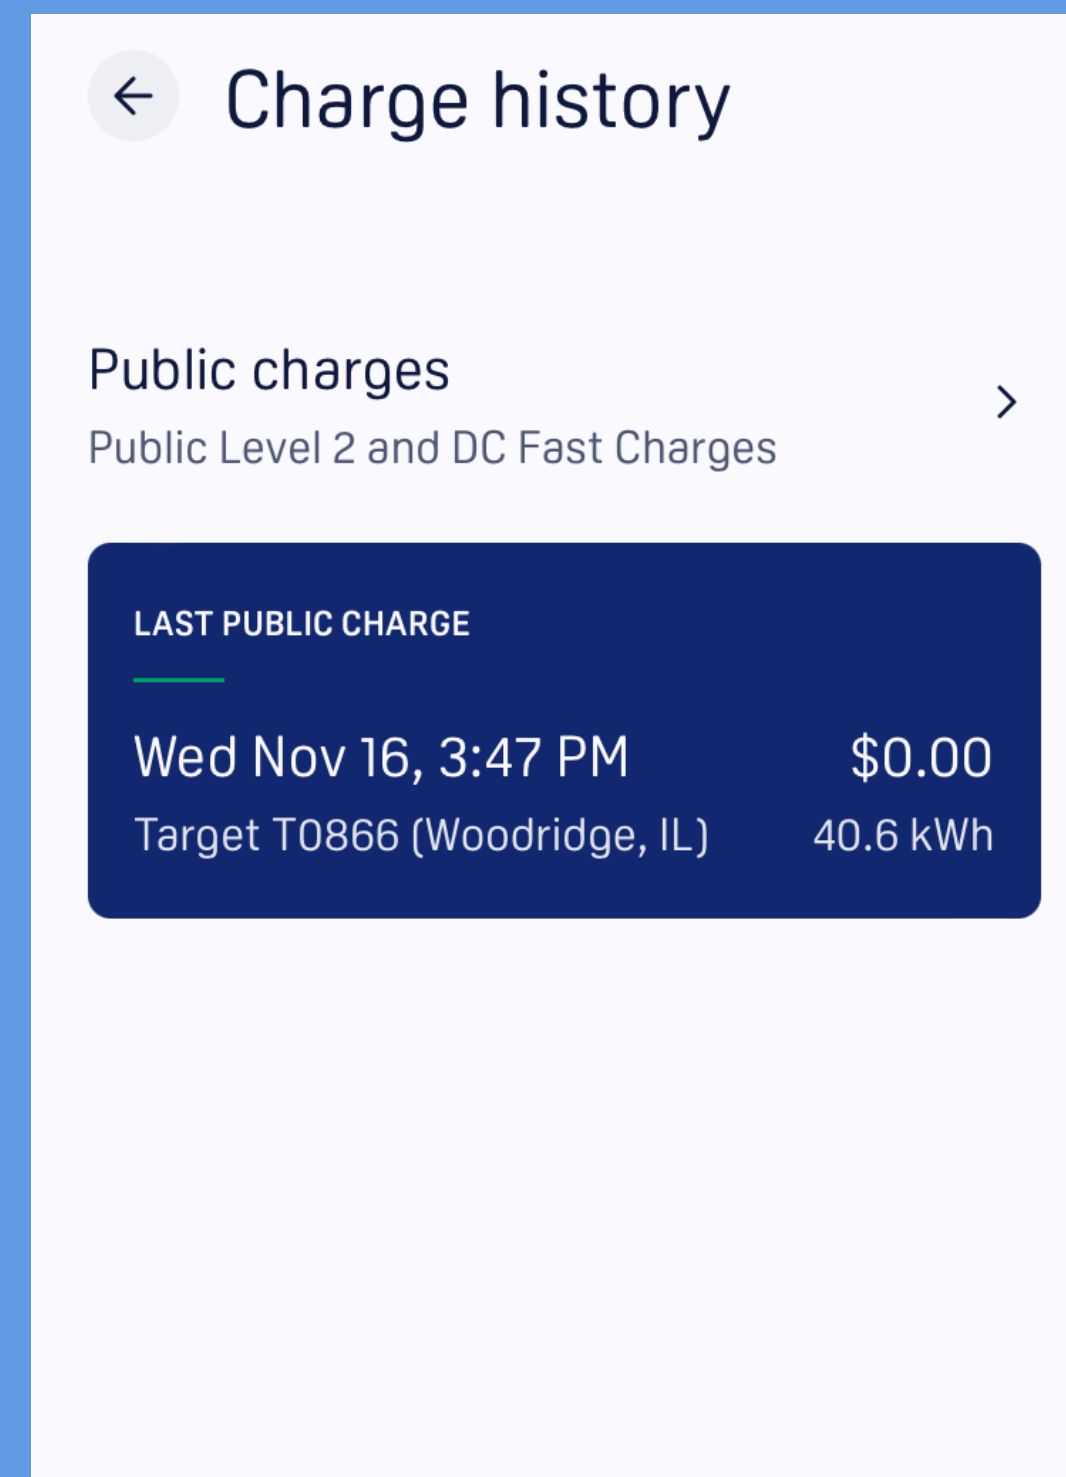 Charge history
Public charges
Public Level 2 and DC Fast Charges
LAST PUBLIC CHARGE
Wed Nov 16, 3:47 PM $0.00
Target T0866 (Woodridge, IL) 40.6 kWh